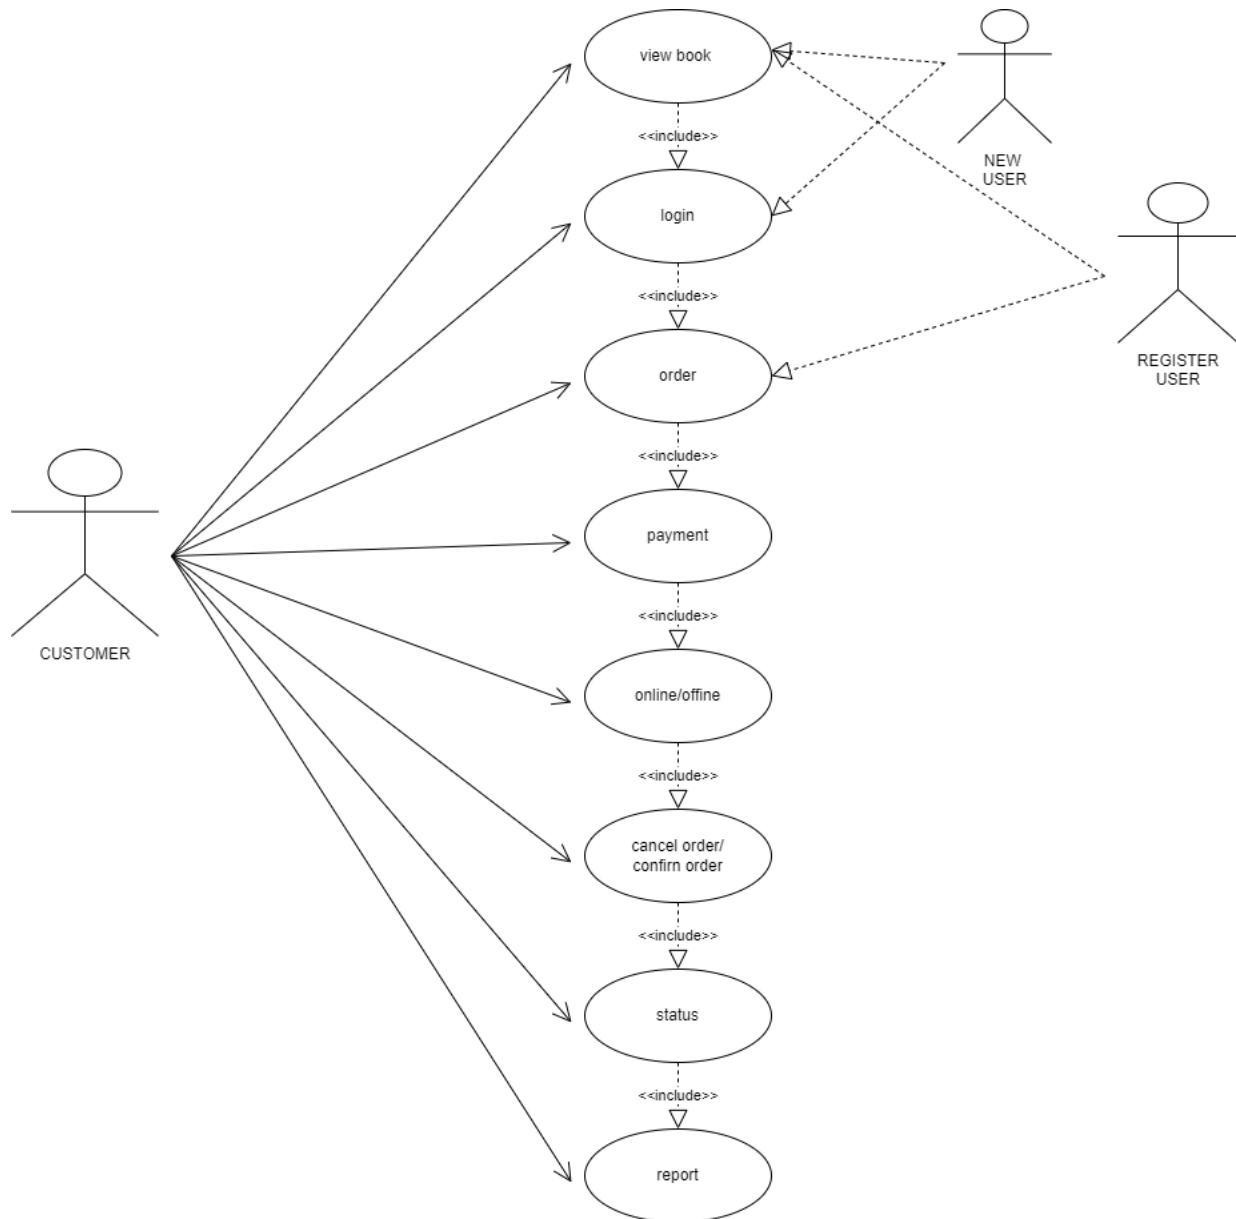 view book
<<include>>
NEW
USER
login
<<include>>
order
REGISTER
USER
<<include>>
payment
CUSTOMER
<<include>>
online/offine
<<include>>
cancel order/
confirn order
<<include>>
status
<<include>>
report